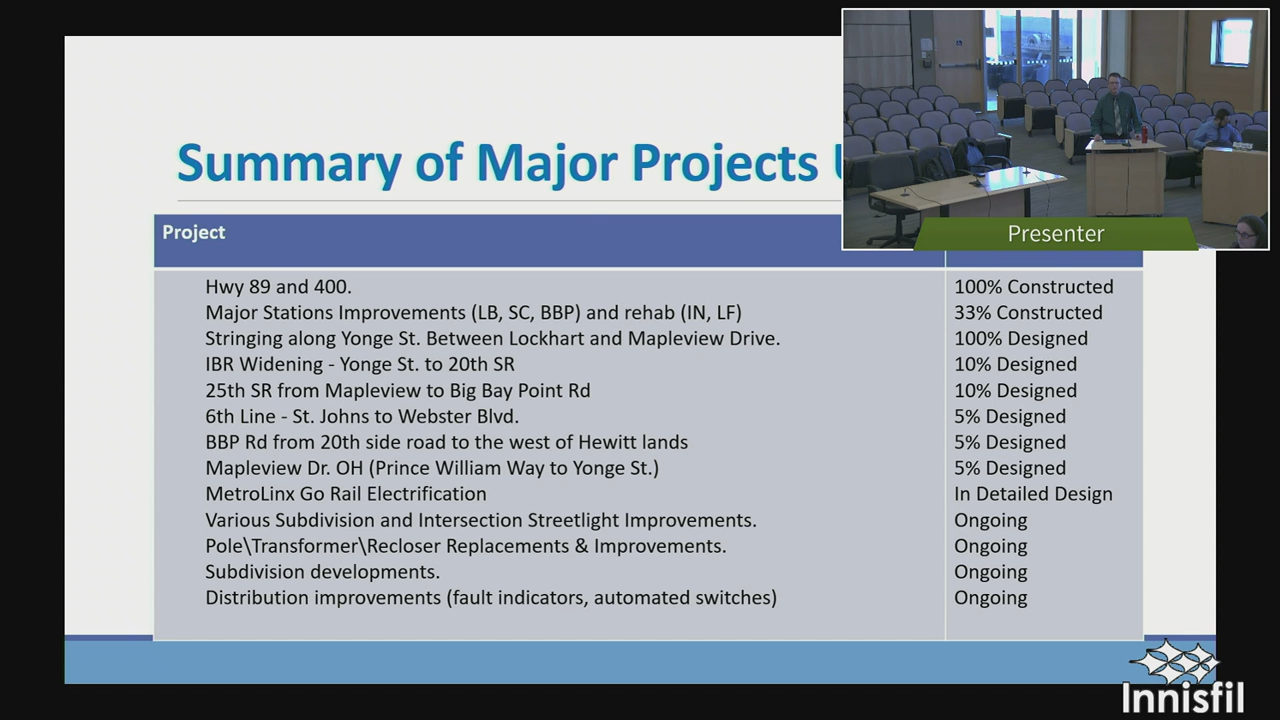 Summary of Major Projects
Presenter
Project
Hwy 89 and 400. 100% Constructed
Major Stations Improvements (LB, SC, BBP) and rehab (IN, LF) 33% Constructed
Stringing along Yonge St. Between Lockhart and Mapleview Drive. 100% Designed
IBR Widening - Yonge St. to 20th SR 10% Designed
25th SR from Mapleview to Big Bay Point Rd 10% Designed
6th Line - St. Johns to Webster Blvd. 5% Designed
BBP Rd from 20th side road to the west of Hewitt lands 5% Designed
Mapleview Dr. OH (Prince William Way to Yonge St.) 5% Designed
MetroLinx Go Rail Electrification In Detailed Design
Various Subdivision and Intersection Streetlight Improvements. Ongoing
Pole\Transformer\Recloser Replacements & Improvements. Ongoing
Subdivision developments. Ongoing
Distribution improvements (fault indicators, automated switches) Ongoing
Innisfil